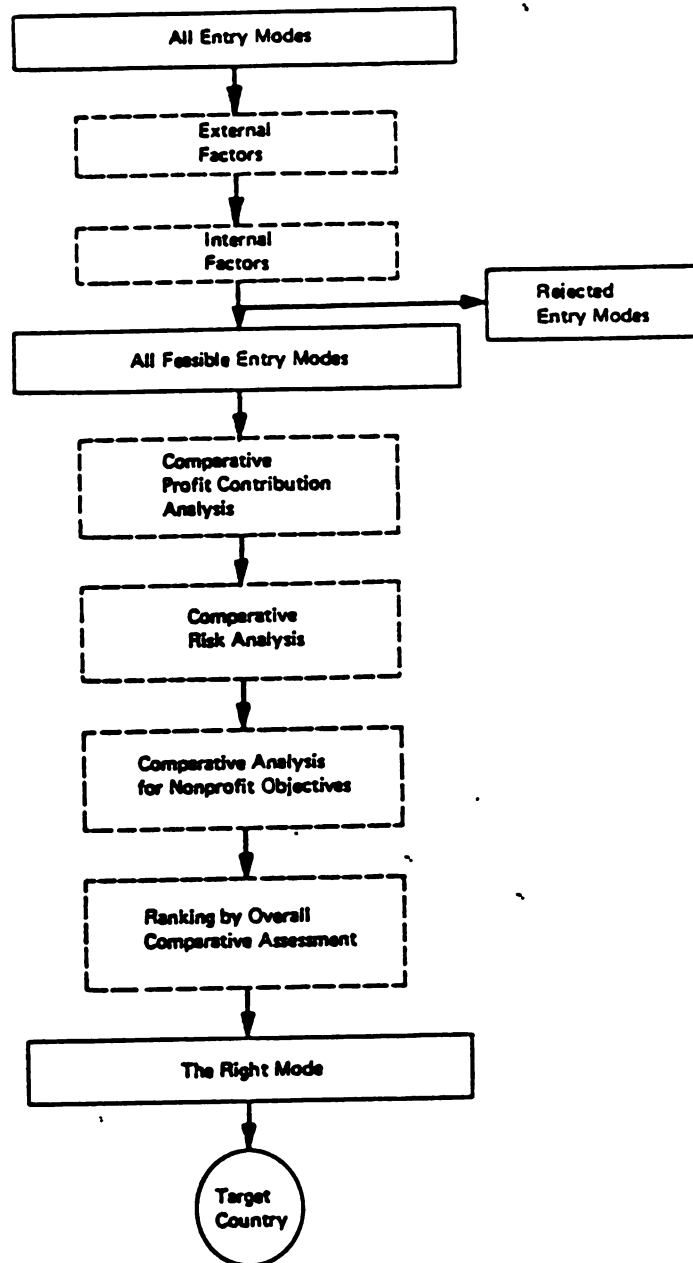 All Entry Modes
External
Factors
Internal
Factors
Rejected
Entry Modes
All Feasible Entry Modes
Comparative
Profit Contribution
Analysis
Comparative
Risk Analysis
Comparative Analysis
for Nonprofit Objectives
Ranking by Overall
Comparative Assessment
The Right Mode
Target
Country